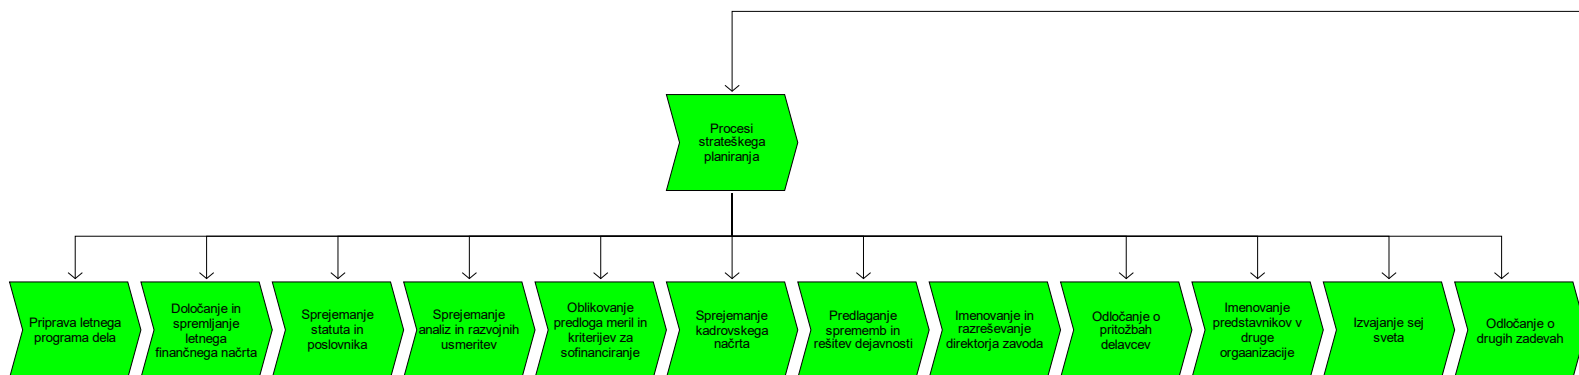 Procesi
strateškega
planiranja
Priprava letnega
programa dela
Določanje in
spremljanje
letnega
finančnega načrta
Sprejemanje
statuta in
poslovnika
Sprejemanje
analiz in razvojnih
usmeritev
Oblikovanje
predloga meril in
kriterijev za
sofinanciranje
Sprejemanje
kadrovskega
načrta
Predlaganje
sprememb in
rešitev dejavnosti
Imenovanje in
razreševanje
direktorja zavoda
Odločanje o
pritožbah
delavcev
Imenovanje
predstavnikov v
druge
orgaanizacije
Izvajanje sej
sveta
Odločanje o
drugih zadevah